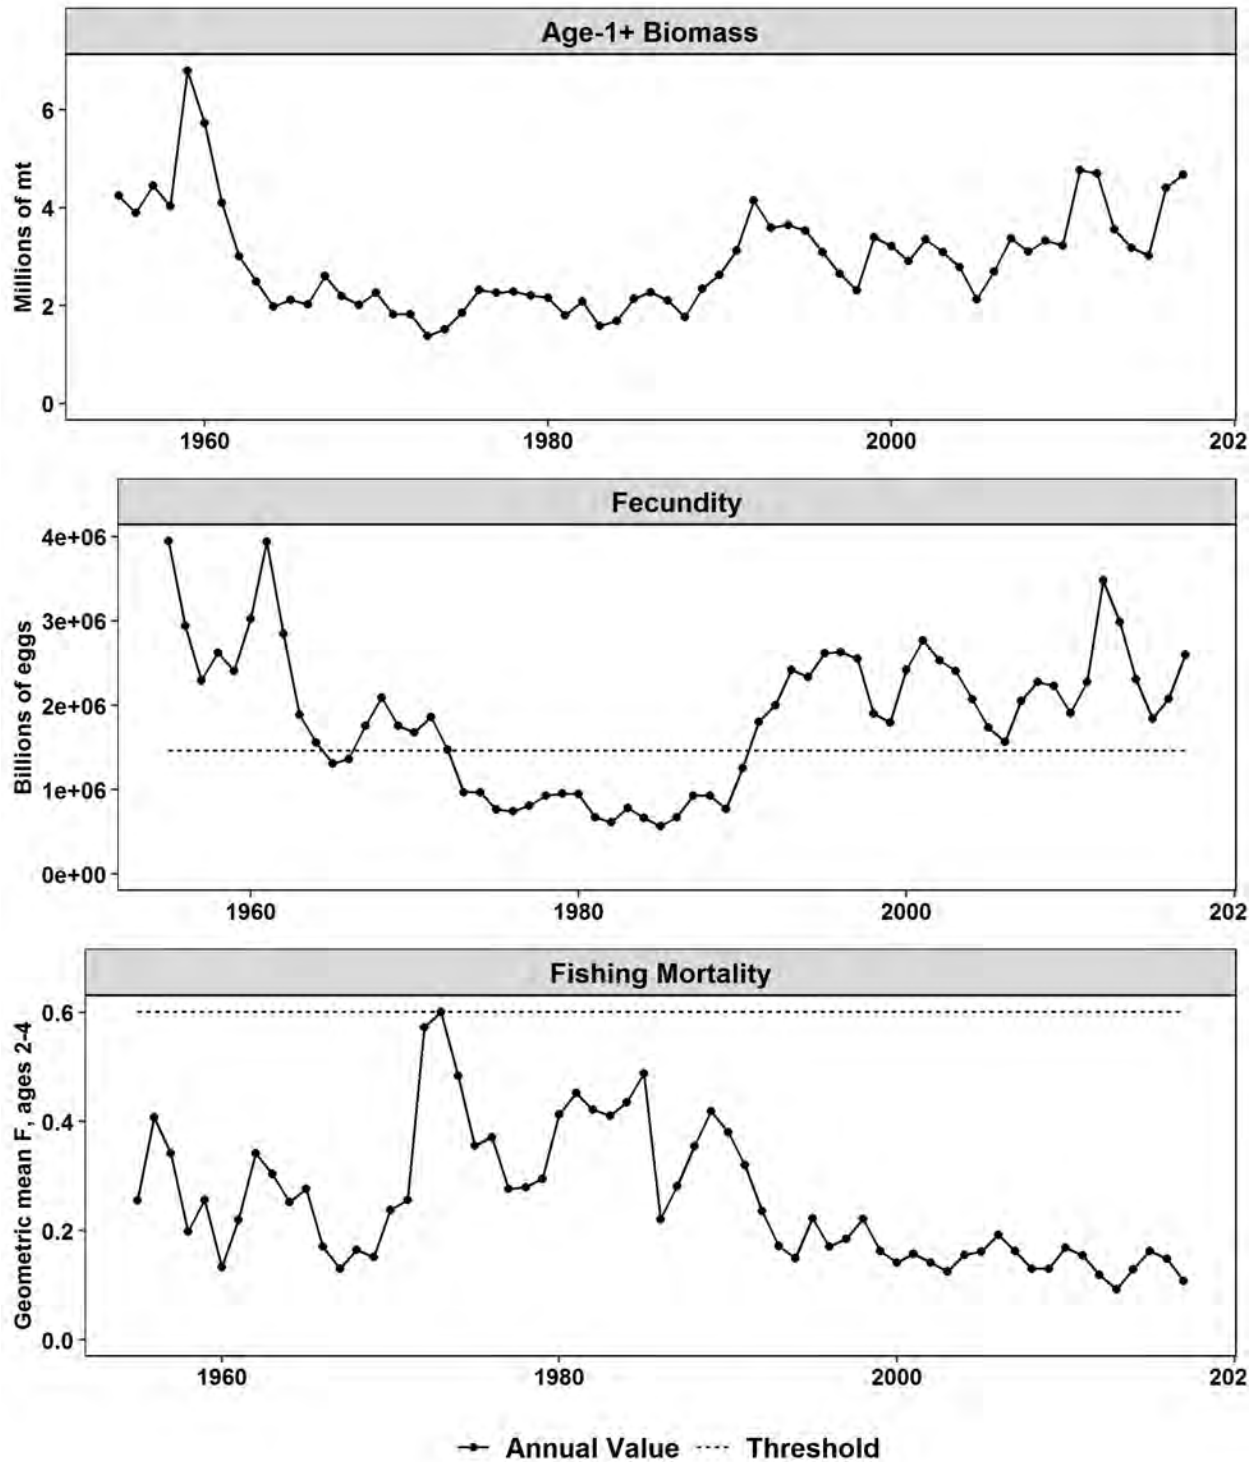 Age-1+ Biomass
Millions of mt
6
4
2
0
1960 1980 2000 202
Fecundity
Billions of eggs
4e+06
3e+06
2e+06
1e+06
0e+00
1960 1980 2000 202
Fishing Mortality
Geometric mean F, ages 2-4
0.6
0.4
0.2
0.0
1960 1980 2000 202
Annual Value Threshold